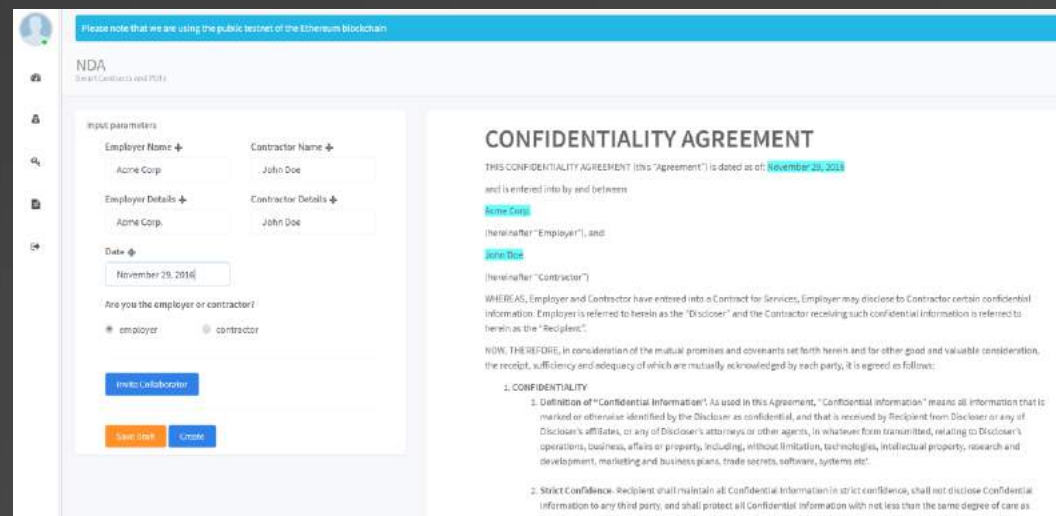 Please note that we are using the public testnet of the Ethereum blockchain
NDA
Smart Contracts and PDFs
Input parameters
Employer Name
Contractor Name
Acme Corp
John Doe
Employer Details
Contractor Details
Acme Corp.
John Doe
Date
November 29, 2016
Are you the employer or contractor?
employer
contractor
Invite Collaborator
Save Draft
Create
CONFIDENTIALITY AGREEMENT
THIS CONFIDENTIALITY AGREEMENT (this "Agreement") is dated as of: November 29, 2016
and is entered into by and between
Acme Corp.
(hereinafter "Employer"), and
John Doe
(hereinafter "Contractor")
WHEREAS, Employer and Contractor have entered into a Contract for Services, Employer may disclose to Contractor certain confidential
information. Employer is referred to herein as the "Discloser" and the Contractor receiving such confidential information is referred to
herein as the "Recipient".
NOW, THEREFORE, in consideration of the mutual promises and covenants set forth herein and for other good and valuable consideration,
the receipt, sufficiency and adequacy of which are mutually acknowledged by each party, it is agreed as follows:
1. CONFIDENTIALITY
1. Definition of "Confidential Information". As used in this Agreement, "Confidential Information" means all information that is
marked or otherwise identified by the Discloser as confidential, and that is received by Recipient from Discloser or any of
Discloser's affiliates, or any of Discloser's attorneys or other agents, in whatever form transmitted, relating to Discloser's
operations, business, affairs or property, including, without limitation, technologies, intellectual property, research and
development, marketing and business plans, trade secrets, software, systems etc'.
2. Strict Confidence. Recipient shall maintain all Confidential Information in strict confidence, shall not disclose Confidential
Information to any third party, and shall protect all Confidential Information with not less than the same degree of care as